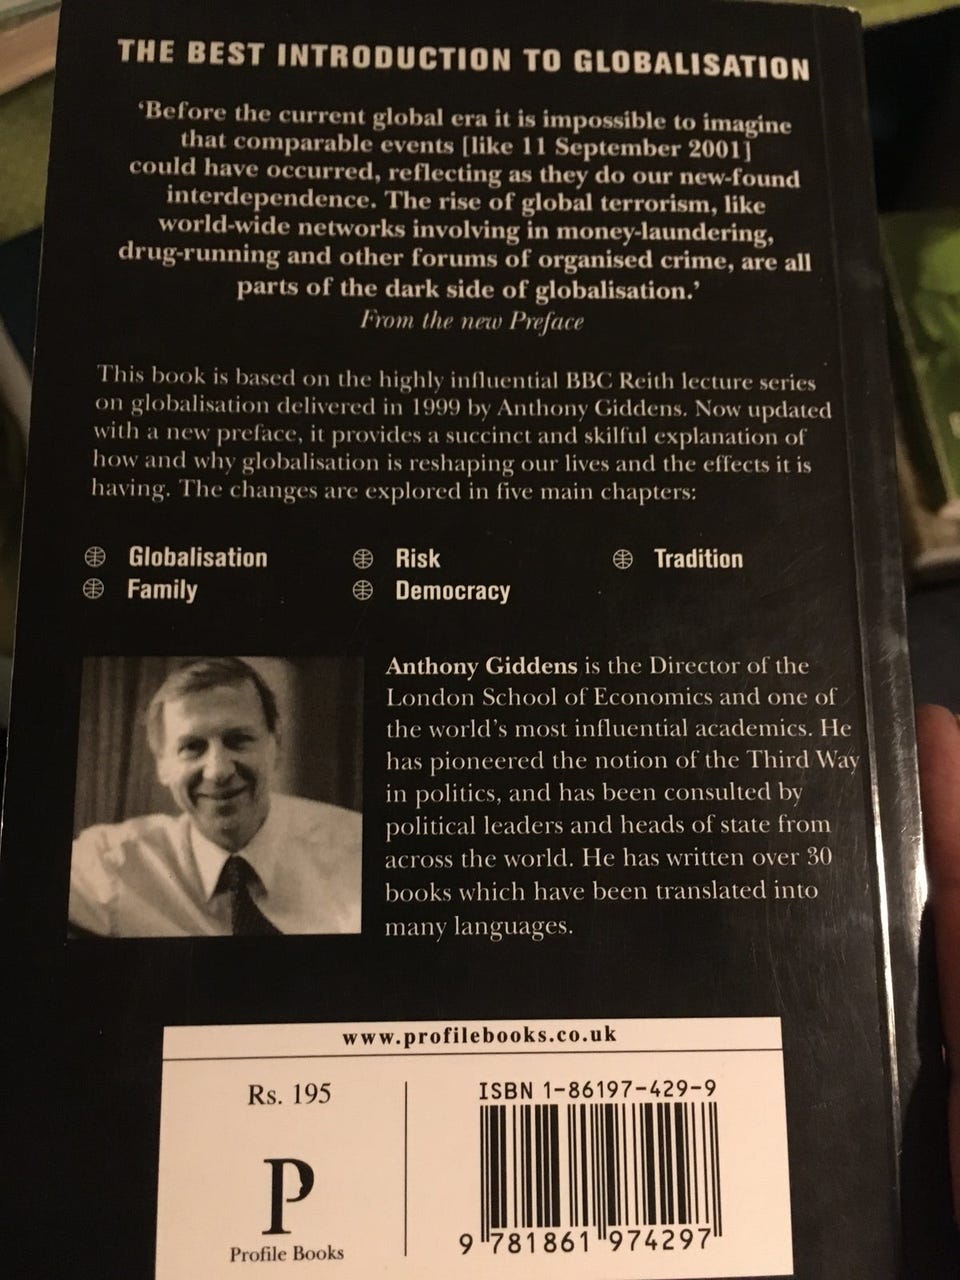 THE BEST INTRODUCTION TO GLOBALISATION
‘Before the current global era it is impossible to imagine
that comparable events [like 11 September 2001]
could have occurred, reflecting as they do our new-found
interdependence. The rise of global terrorism, like
world-wide networks involving in money-laundering,
drug-running and other forums of organised crime, are all
parts of the dark side of globalisation.’
From the new Preface
This book is based on the highly influential BBC Reith lecture series
on globalisation delivered in 1999 by Anthony Giddens. Now updated
with a new preface, it provides a succinct and skilful explanation of
how and why globalisation is reshaping our lives and the effects it is
having. The changes are explored in five main chapters:
Globalisation Risk Tradition
Family Democracy
Anthony Giddens is the Director of the
London School of Economics and one of
the world’s most influential academics. He
has pioneered the notion of the Third Way
in politics, and has been consulted by
political leaders and heads of state from
across the world. He has written over 30
books which have been translated into
many languages.
www.profilebooks.co.uk
Rs. 195
P
Profile Books
ISBN 1-86197-429-9
9 781861 974297